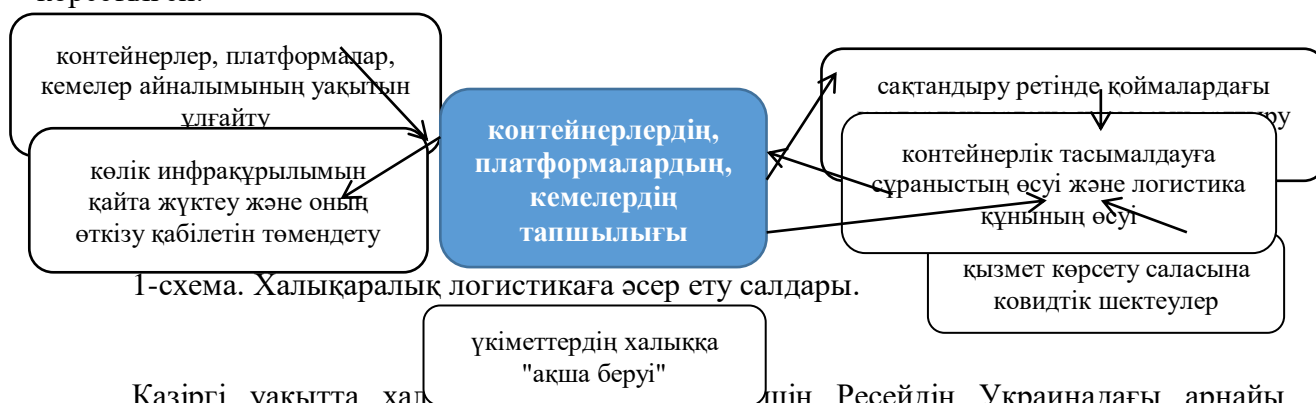 контейнерлер, платформалар,
кемелер айналымының уақытын
ұлғайту
көлік инфрақұрылымын
қайта жүктеу және оның
өткізу қабілетін төмендету
контейнерлердің,
платформалардың,
кемелердің
тапшылығы
сақтандыру ретінде қоймалардағы
контейнерлік тасымалдауға
сұраныстың өсуі және логистика
құнының өсуі
қызмет көрсету саласына
ковидтік шектеулер
1-схема. Халықаралық логистикаға әсер ету салдары.
үкіметтердің халыққа
"ақша беруі"
Қазіргі уақытта Ресейдің Украинадағы арнайы